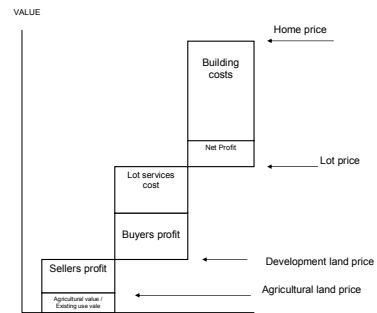 VALUE
Home price
Building
costs
Net Profit
Lot price
Lot services
cost
Buyers profit
Development land price
Sellers profit
Agricultural land price
Agricultural value /
Existing use vale